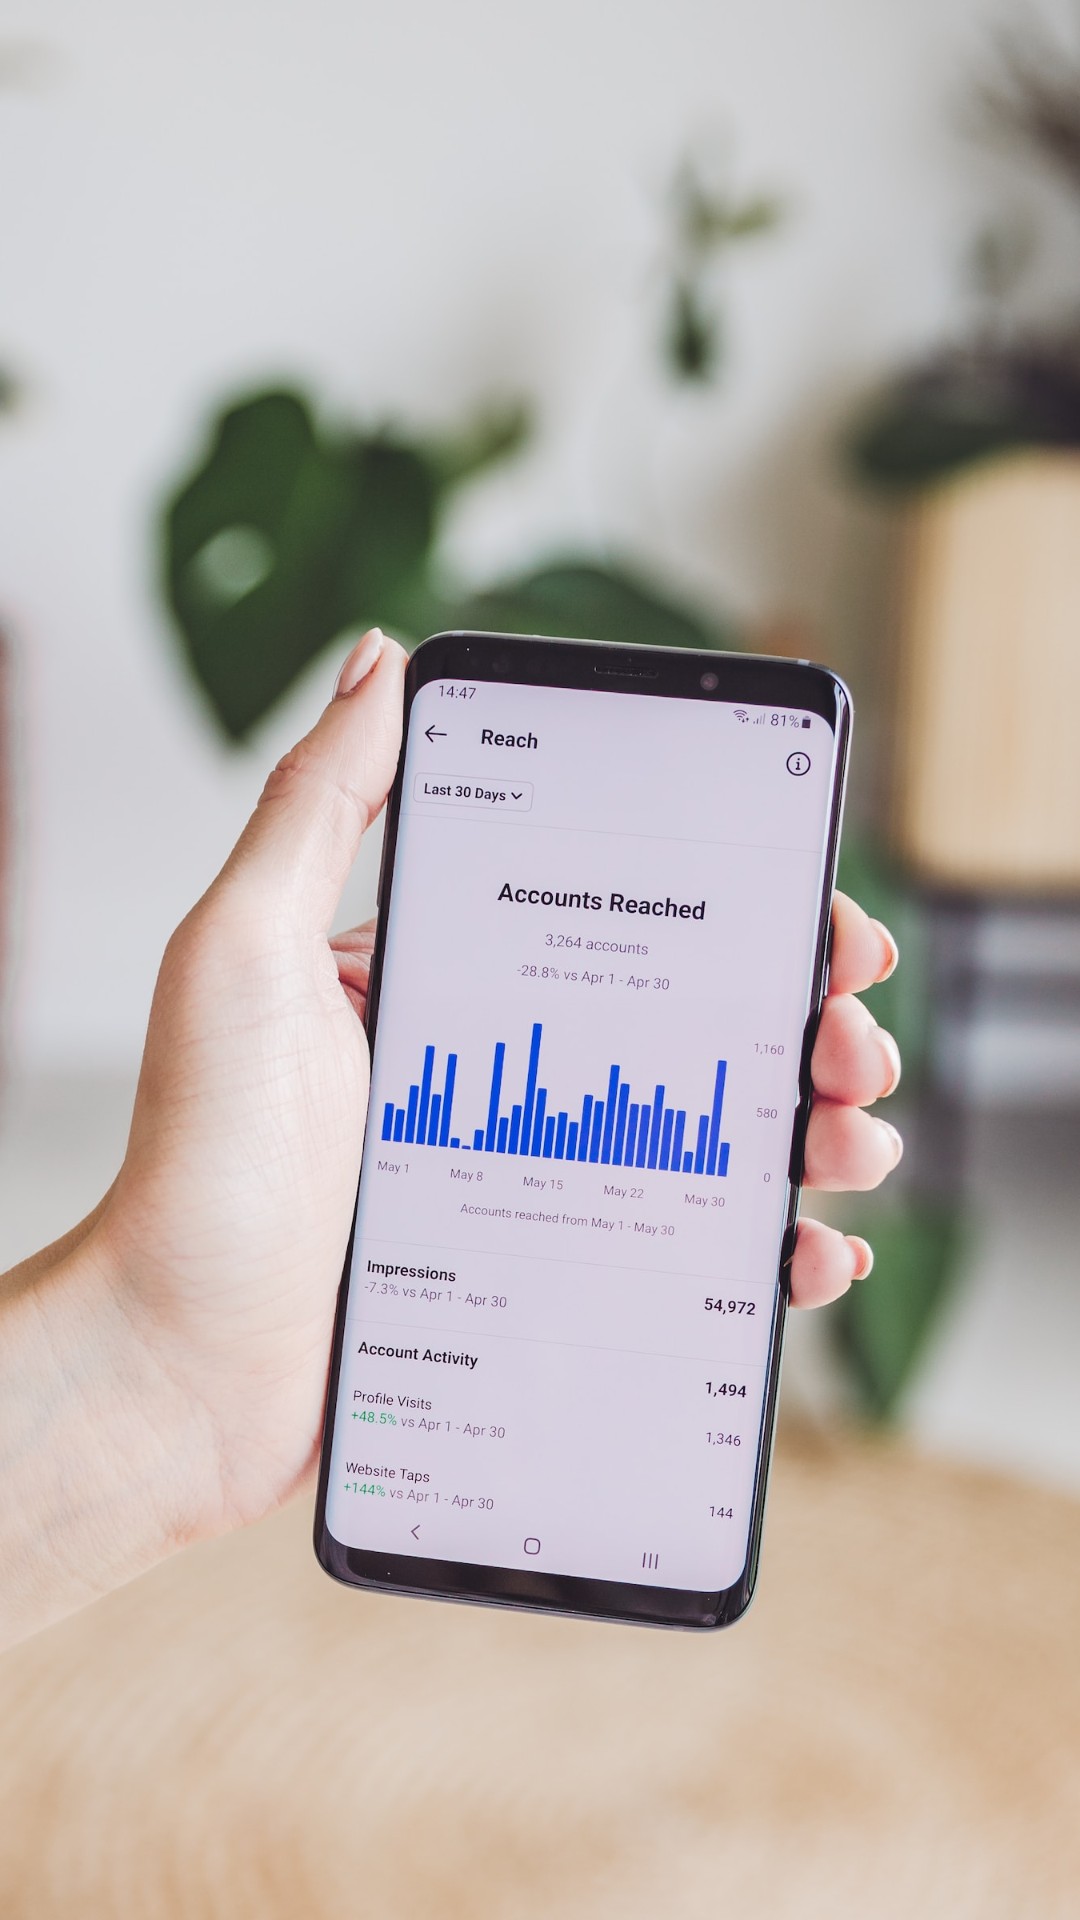 14:47
81%
Reach
Last 30 Days
Accounts Reached
3,264 accounts
-28.8% vs Apr 1 - Apr 30
1,160
580
0
May 1
May 8
May 15
May 22
May 30
Accounts reached from May 1 - May 30
Impressions
-7.3% vs Apr 1 - Apr 30
54,972
Account Activity
1,494
Profile Visits
+48.5% vs Apr 1 - Apr 30
1,346
Website Taps
+144% vs Apr 1 - Apr 30
144